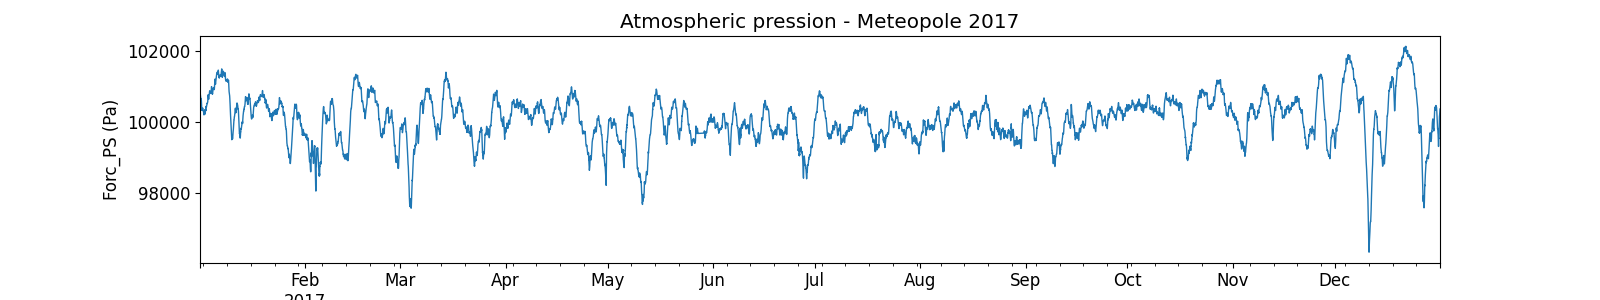 Atmospheric pression - Meteopole 2017
102000
100000
98000
Forc_PS (Pa)
Feb Mar Apr May Jun Jul Aug Sep Oct Nov Dec
2017